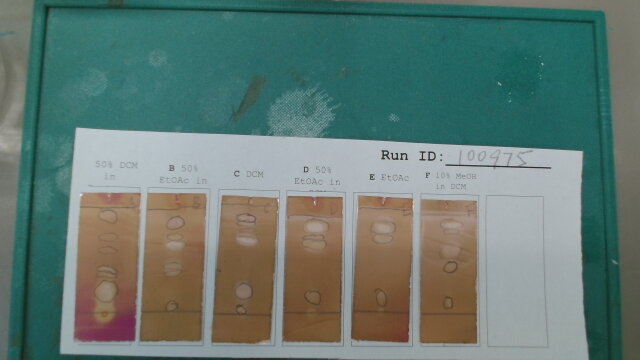 Run ID: 100975
50% DCM
in
B 50%
EtOAc in
C DCM
D 50%
EtOAc in
E EtOAc
F 10% MeOH
in DCM